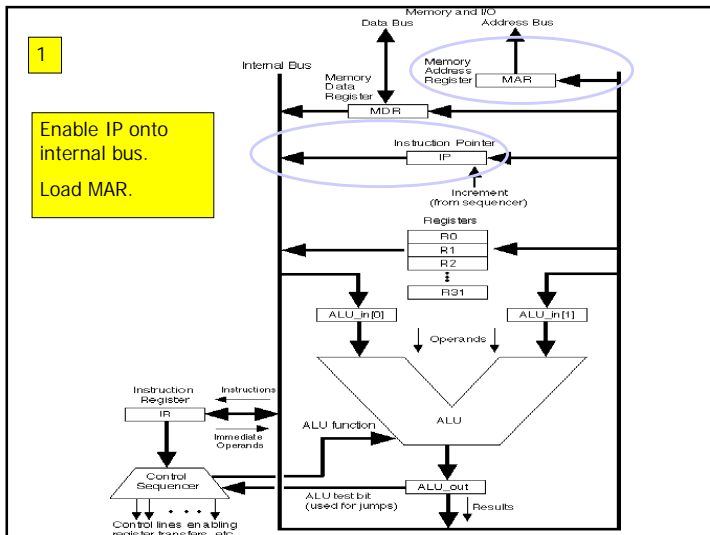 1
Enable IP onto
internal bus.
Load MAR.
Memory and I/O
Data Bus
Address Bus
Internal Bus
Memory
Data
Register
MDR
Memory
Address
Register
MAR
Instruction Pointer
IP
Increment
(from sequencer)
Registers
R0
R1
R2
R31
ALU_in[0]
ALU_in[1]
Operands
ALU
Instruction
Register
IR
Instructions
Immediate
Operands
ALU function
Control
Sequencer
ALU test bit
(used for jumps)
ALU_out
Results
Control lines enabling
register transfers, etc